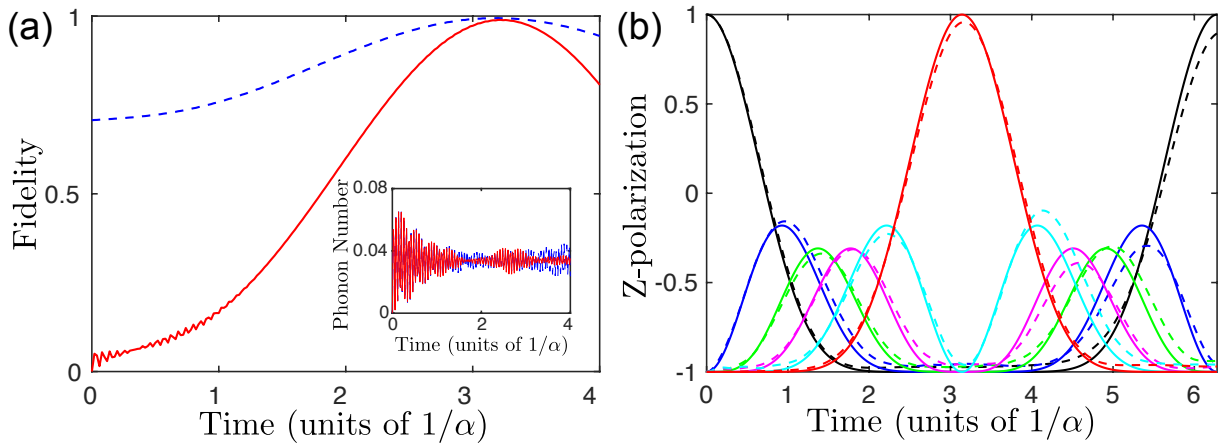 (a)
1
0.5
0
Fidelity
0 1 2 3 4
Time (units of 1/α)
0.08
0.04
0
Phonon Number
0 2 4
Time (units of 1/α)
(b)
1
0.5
0
-0.5
-1
Z-polarization
0 1 2 3 4 5 6
Time (units of 1/α)